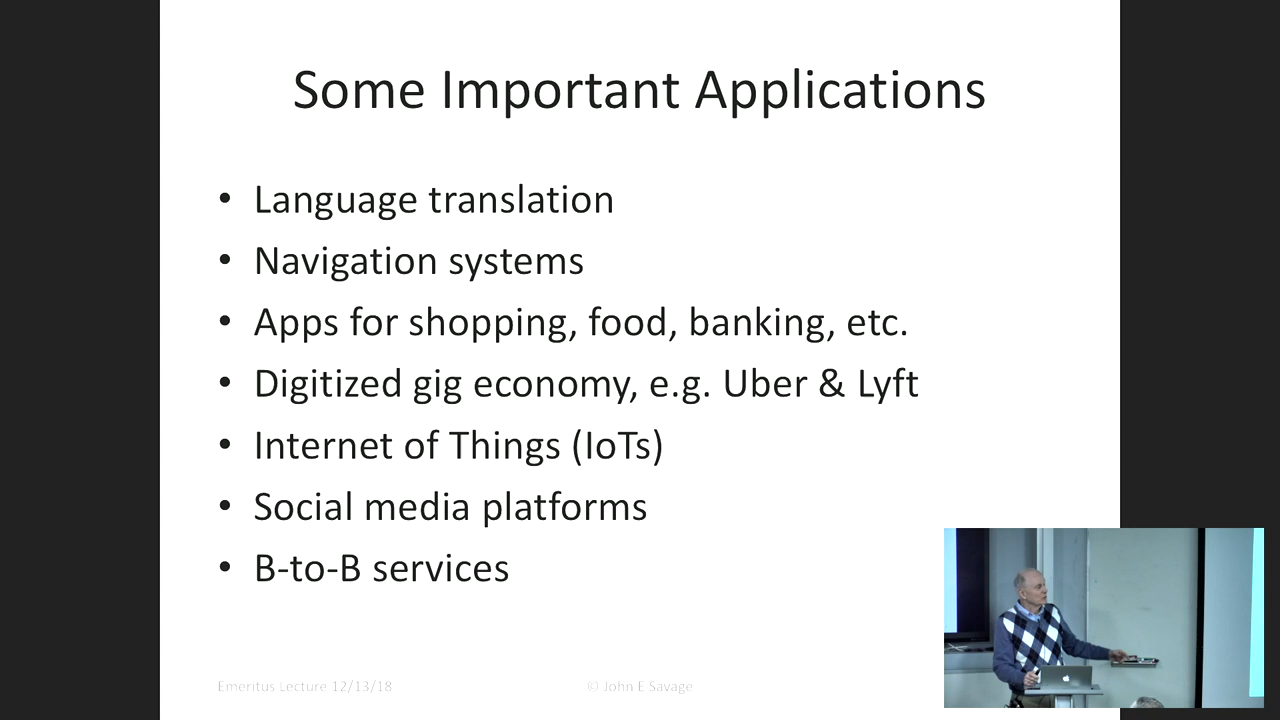 Some Important Applications
• Language translation
• Navigation systems
• Apps for shopping, food, banking, etc.
• Digitized gig economy, e.g. Uber & Lyft
• Internet of Things (IoTs)
• Social media platforms
• B-to-B services
Emeritus Lecture 12/13/18
© John E Savage